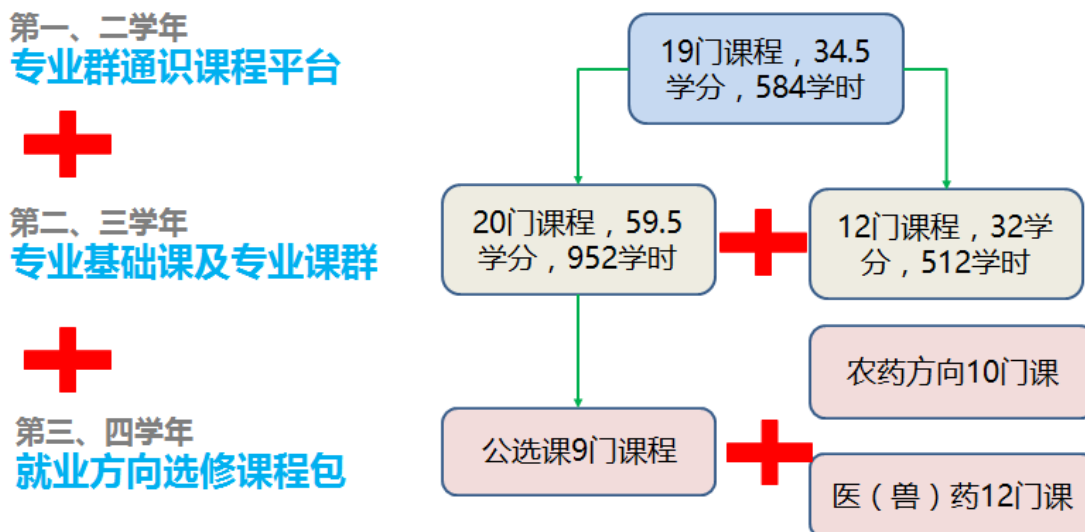 第一、二学年
专业群通识课程平台
19门课程，34.5
学分，584学时
第二、三学年
专业基础课及专业课群
20门课程，59.5
学分，952学时
12门课程，32学
分，512学时
农药方向10门课
第三、四学年
就业方向选修课程包
公选课9门课程
医（兽）药12门课